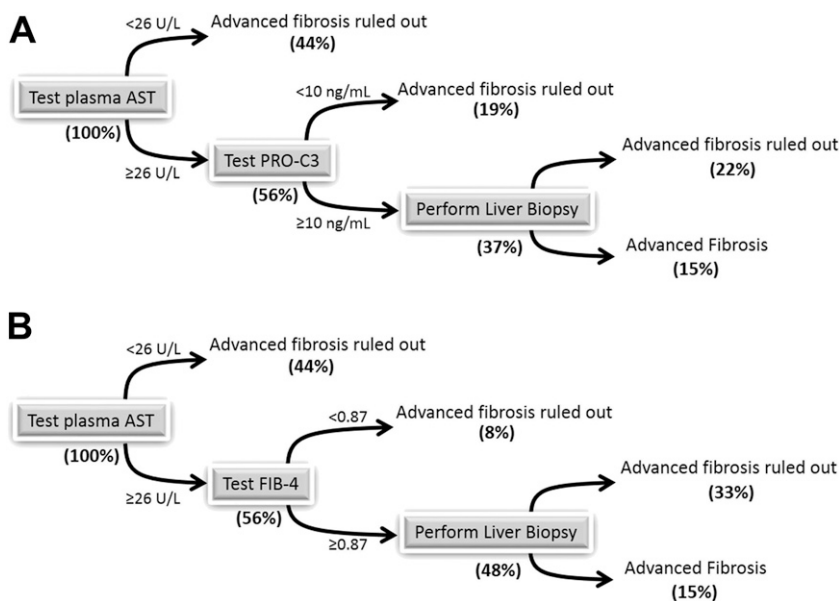 A
<26 U/L
Advanced fibrosis ruled out
(44%)
Test plasma AST
(100%)
≥26 U/L
<10 ng/mL
Advanced fibrosis ruled out
(19%)
Test PRO-C3
(56%)
≥10 ng/mL
Advanced fibrosis ruled out
(22%)
Perform Liver Biopsy
(37%)
Advanced Fibrosis
(15%)
B
<26 U/L
Advanced fibrosis ruled out
(44%)
Test plasma AST
(100%)
≥26 U/L
<0.87
Advanced fibrosis ruled out
(8%)
Test FIB-4
(56%)
≥0.87
Advanced fibrosis ruled out
(33%)
Perform Liver Biopsy
(48%)
Advanced Fibrosis
(15%)